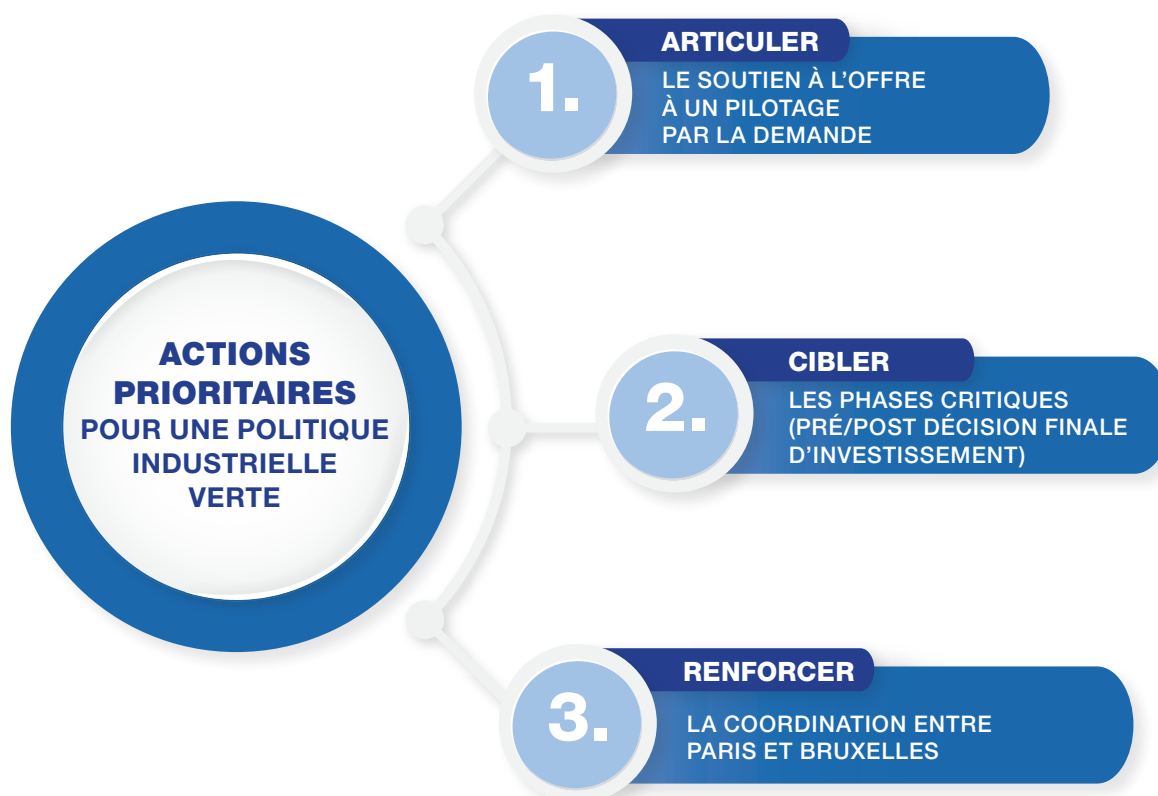 ACTIONS
PRIORITAIRES
POUR UNE POLITIQUE
INDUSTRIELLE
VERTE
1.
ARTICULER
LE SOUTIEN À L’OFFRE
À UN PILOTAGE
PAR LA DEMANDE
2.
CIBLER
LES PHASES CRITIQUES
(PRÉ/POST DÉCISION FINALE
D’INVESTISSEMENT)
3.
RENFORCER
LA COORDINATION ENTRE
PARIS ET BRUXELLES